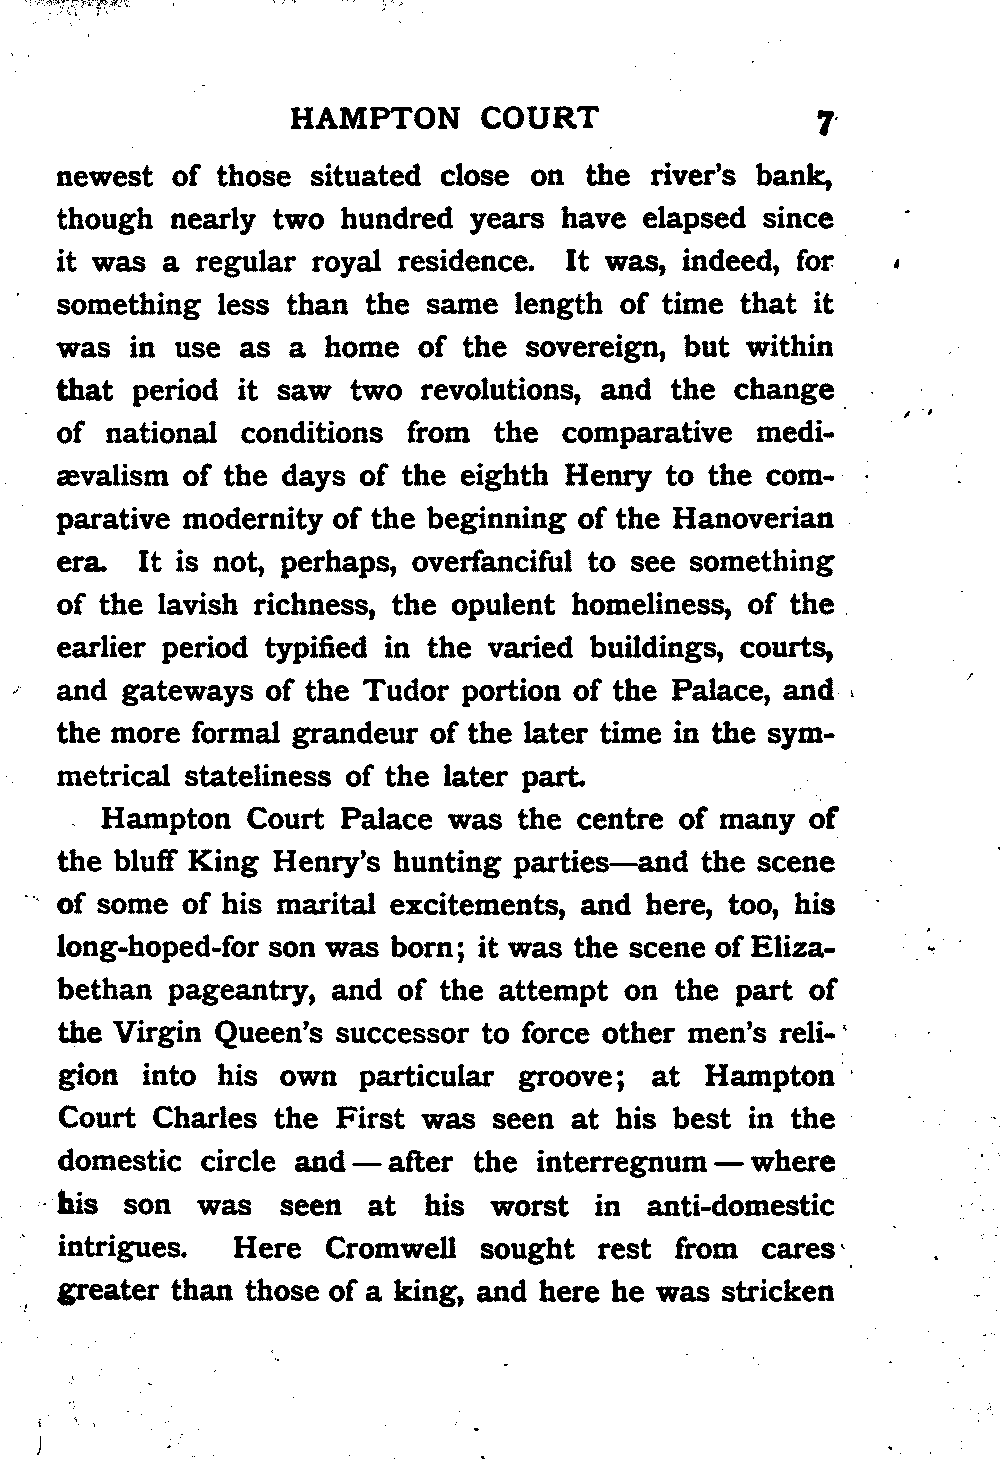 HAMPTON COURT 7
newest of those situated close on the river's bank,
though nearly two hundred years have elapsed since
it was a regular royal residence. It was, indeed, for
something less than the same length of time that it
was in use as a home of the sovereign, but within
that period it saw two revolutions, and the change
of national conditions from the comparative medi-
ævalism of the days of the eighth Henry to the com-
parative modernity of the beginning of the Hanoverian
era. It is not, perhaps, overfanciful to see something
of the lavish richness, the opulent homeliness, of the
earlier period typified in the varied buildings, courts,
and gateways of the Tudor portion of the Palace, and
the more formal grandeur of the later time in the sym-
metrical stateliness of the later part.
Hampton Court Palace was the centre of many of
the bluff King Henry's hunting parties—and the scene
of some of his marital excitements, and here, too, his
long-hoped-for son was born; it was the scene of Eliza-
bethan pageantry, and of the attempt on the part of
the Virgin Queen's successor to force other men's reli-
gion into his own particular groove; at Hampton
Court Charles the First was seen at his best in the
domestic circle and — after the interregnum — where
his son was seen at his worst in anti-domestic
intrigues. Here Cromwell sought rest from cares
greater than those of a king, and here he was stricken